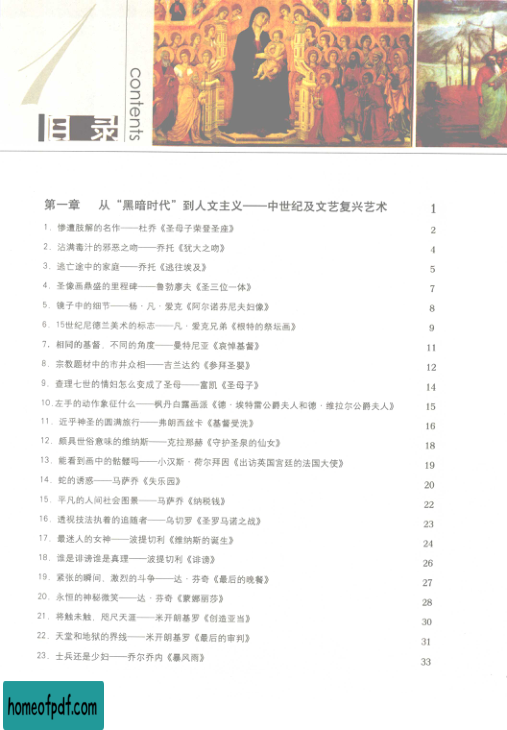 1
目录
contents
第一章 从“黑暗时代”到人文主义——中世纪及文艺复兴艺术 1
1. 惨遭肢解的名作——杜乔《圣母子荣登圣座》 2
2. 沾满毒汁的邪恶之吻——乔托《犹大之吻》 4
3. 逃亡途中的家庭——乔托《逃往埃及》 5
4. 圣像画鼎盛的里程碑——鲁勃廖夫《圣三位一体》 7
5. 镜子中的细节——杨·凡·爱克《阿尔诺芬尼夫妇像》 8
6. 15世纪尼德兰美术的标志——凡·爱克兄弟《根特的祭坛画》 9
7. 相同的基督,不同的角度——曼特尼亚《哀悼基督》 11
8. 宗教题材中的市井众相——吉兰达约《参拜圣婴》 12
9. 查理七世的情妇怎么变成了圣母——富凯《圣母子》 14
10. 左手的动作象征什么——枫丹白露画派《德·埃特雷公爵夫人和德·维拉尔公爵夫人》 15
11. 近乎神圣的圆满旅行——弗朗西丝卡《基督受洗》 16
12. 颇具世俗意味的维纳斯——克拉那赫《守护圣泉的仙女》 18
13. 能看到画中的骷髅吗——小汉斯·荷尔拜因《出访英国宫廷的法国大使》 19
14. 蛇的诱惑——马萨乔《失乐园》 20
15. 平凡的人间社会图景——马萨乔《纳税钱》 22
16. 透视技法执着的追随者——乌切罗《圣罗马诺之战》 23
17. 最迷人的女神——波提切利《维纳斯的诞生》 24
18. 谁是诽谤谁是真理——波提切利《诽谤》 26
19. 紧张的瞬间,激烈的斗争——达·芬奇《最后的晚餐》 27
20. 永恒的神秘微笑——达·芬奇《蒙娜丽莎》 28
21. 将触未触,咫尺天涯——米开朗基罗《创造亚当》 30
22. 天堂和地狱的界线——米开朗基罗《最后的审判》 31
23. 士兵还是少妇——乔尔乔内《暴风雨》 33
homeofpdf.com